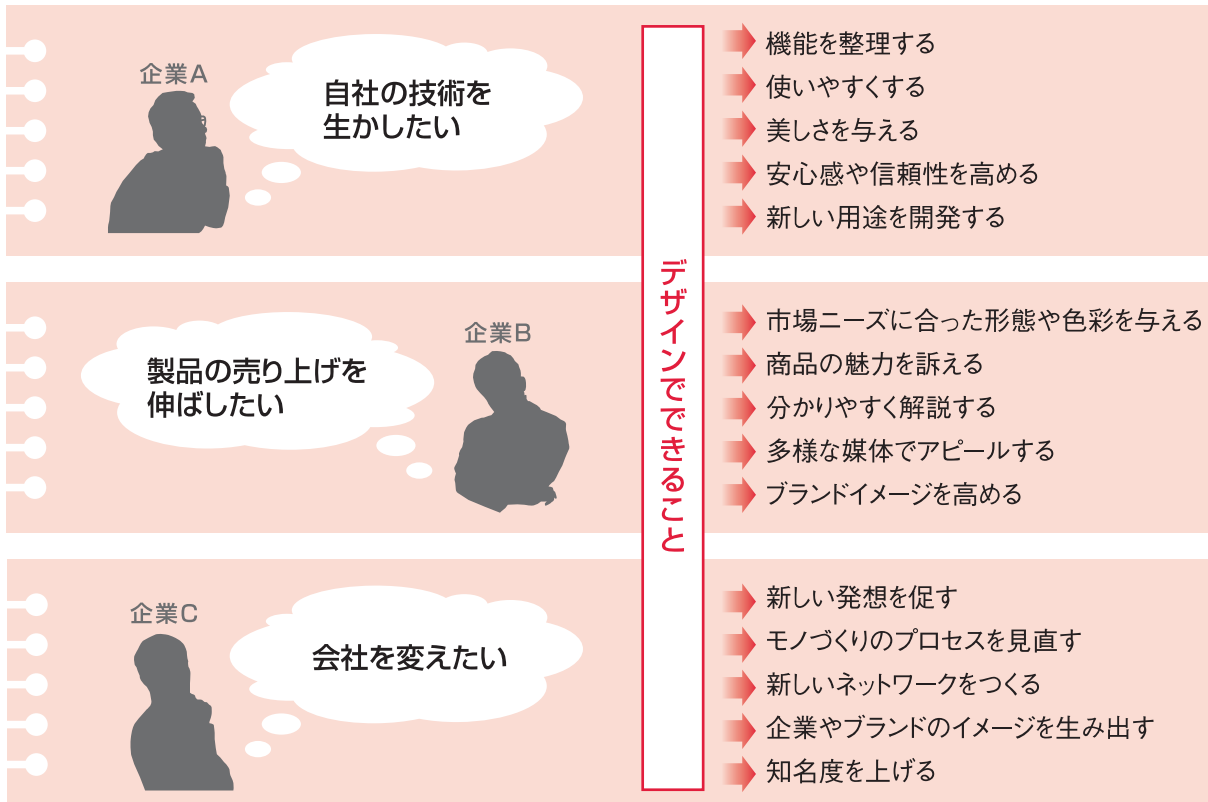 企業A
自社の技術を
生かしたい
機能を整理する
使いやすくする
美しさを与える
安心感や信頼性を高める
新しい用途を開発する
デザインでできること
企業B
製品の売り上げを
伸ばしたい
市場ニーズに合った形態や色彩を与える
商品の魅力を訴える
分かりやすく解説する
多様な媒体でアピールする
ブランドイメージを高める
企業C
会社を変えたい
新しい発想を促す
モノづくりのプロセスを見直す
新しいネットワークをつくる
企業やブランドのイメージを生み出す
知名度を上げる